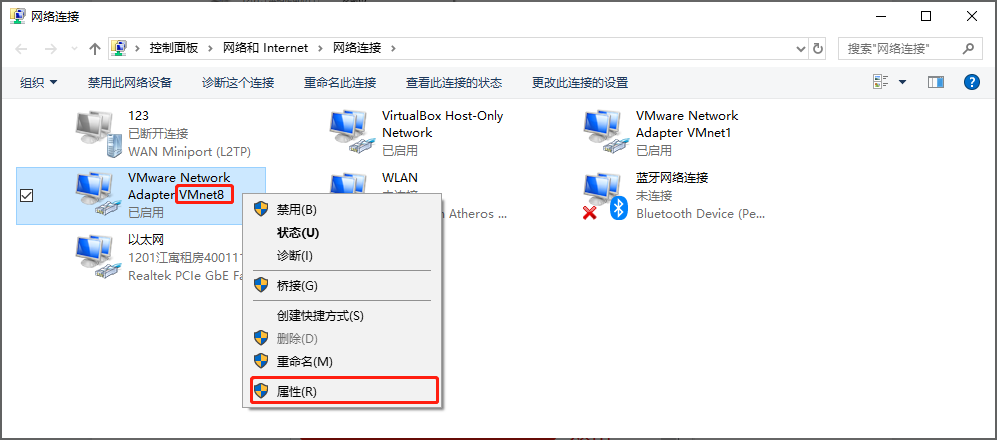 网络连接
控制面板 > 网络和 Internet > 网络连接 >
搜索"网络连接"
组织 禁用此网络设备 诊断这个连接 重命名此连接 查看此连接的状态 更改此连接的设置
123
已断开连接
WAN Miniport (L2TP)
VirtualBox Host-Only
Network
已启用
VMware Network
Adapter VMnet1
已启用
VMware Network
Adapter VMnet8
已启用
WLAN
Atheros ...
蓝牙网络连接
未连接
Bluetooth Device (Pe...
以太网
1201江寓租房40011
Realtek PCIe GbE Fa
禁用(B)
状态(U)
诊断(I)
桥接(G)
创建快捷方式(S)
删除(D)
重命名(M)
属性(R)